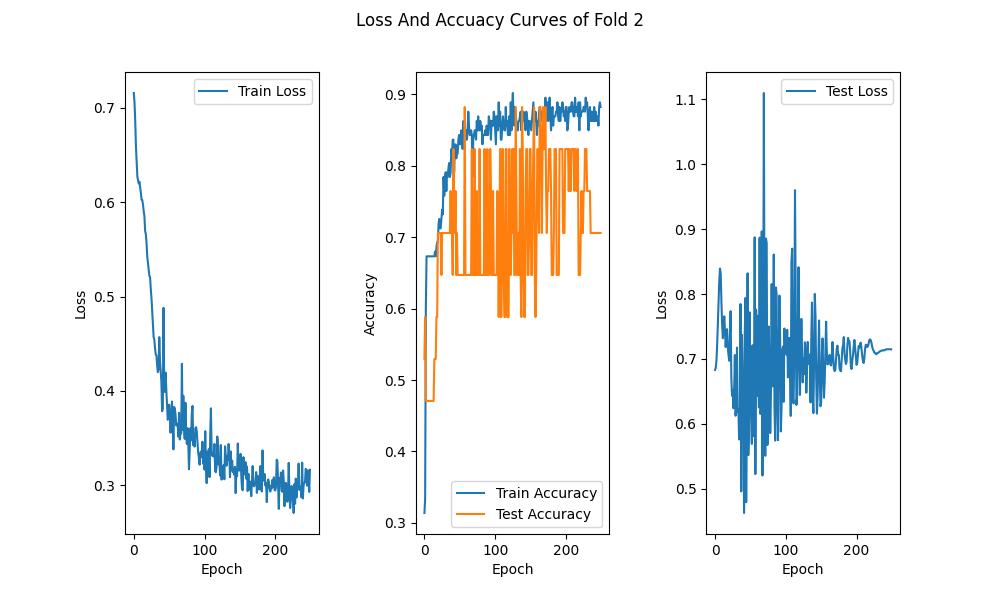 Loss And Accuacy Curves of Fold 2
Train Loss
0.7
0.6
0.5
0.4
0.3
Loss
0
100
200
Epoch
0.9
0.8
0.7
0.6
0.5
0.4
0.3
Accuracy
Train Accuracy
Test Accuracy
0
100
200
Epoch
Test Loss
1.1
1.0
0.9
0.8
0.7
0.6
0.5
Loss
0
100
200
Epoch